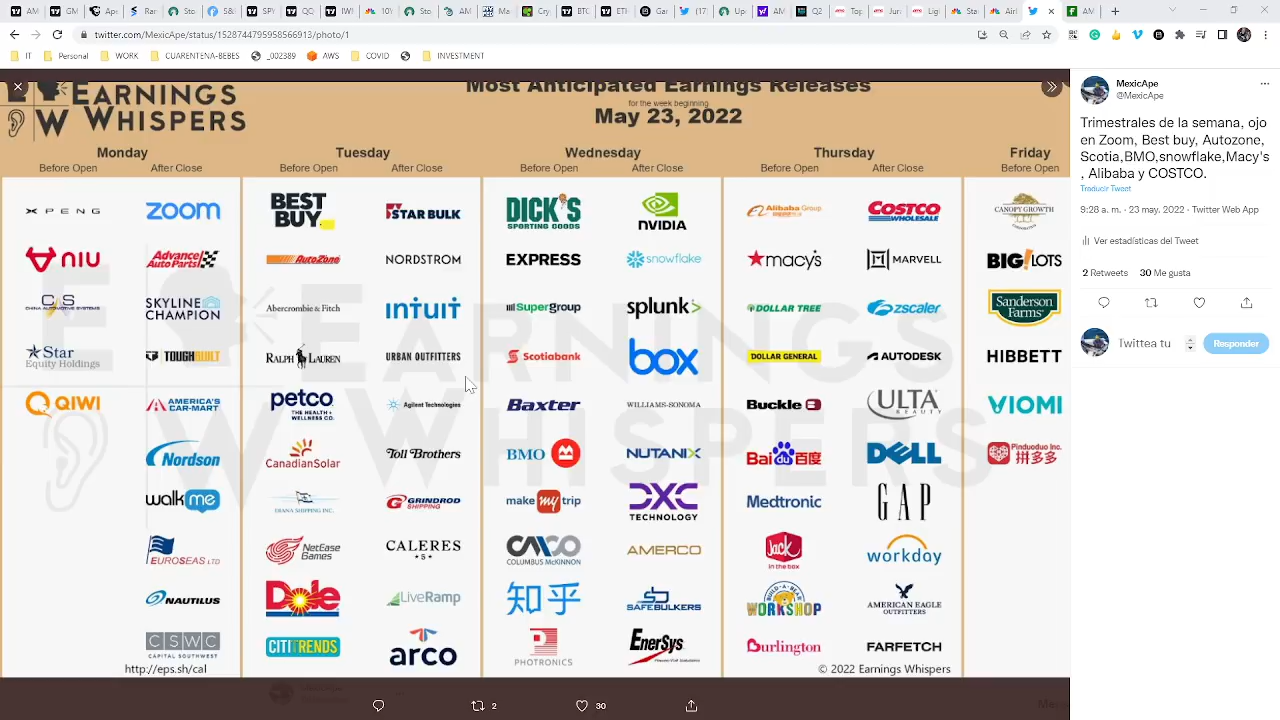 twitter.com/MexicApe/status/1528744795958566913/photo/1
IT Personal WORK CUARENTENA-BEBES _002389 AWS COVID INVESTMENT
EARNINGS
WHISPERS
Most Anticipated Earnings Releases
for the week beginning
May 23, 2022
Monday Tuesday Wednesday Thursday Friday
Before Open After Close Before Open After Close Before Open After Close Before Open After Close Before Open
XPENG zoom BEST BUY STAR BULK DICK'S SPORTING GOODS NVIDIA Alibaba Group COSTCO WHOLESALE CANOPY GROWTH
NIU Advance Auto Parts AutoZone NORDSTROM EXPRESS snowflake macy's MARVELL BIG LOTS
CAS CHINA AUTOMOTIVE SYSTEMS SKYLINE CHAMPION Abercrombie & Fitch intuit Supergroup splunk> DOLLAR TREE zscaler Sanderson Farms
Star Equity Holdings TOUGHBUILT RALPH LAUREN URBAN OUTFITTERS Scotiabank box DOLLAR GENERAL AUTODESK HIBBETT
QIWI AMERICA'S CAR-MART petco THE HEALTH + WELLNESS CO. Agilent Technologies Baxter WILLIAMS-SONOMA Buckle B ULTA BEAUTY VIOMI
Nordson CanadianSolar Toll Brothers BMO NUTANIX Bai du 百度 DELL Pinduoduo Inc. 拼多多
walkme DIANA SHIPPING INC. GRINDROD SHIPPING make my trip DXC TECHNOLOGY Medtronic GAP
EUROSEAS LTD NetEase Games CALERES COLUMBUS McKINNON AMERCO Jack in the box workday
NAUTILUS Dole LiveRamp 知乎 SAFEBULKERS BUILD-A-BEAR WORKSHOP AMERICAN EAGLE OUTFITTERS
CSWC CAPITAL SOUTHWEST CITITRENDS arco PHOTRONICS EnerSys Burlington FARFETCH
http://eps.sh/cal © 2022 Earnings Whispers
2 30
MexicApe
@MexicApe
Trimestrales de la semana, ojo
en Zoom, Best buy, Autozone,
Scotia,BMO,snowflake,Macy's
, Alibaba y COSTCO.
Traducir Tweet
9:28 a. m. · 23 may. 2022 · Twitter Web App
Ver estadísticas del Tweet
2 Retweets 30 Me gusta
Twittea tu
Responder